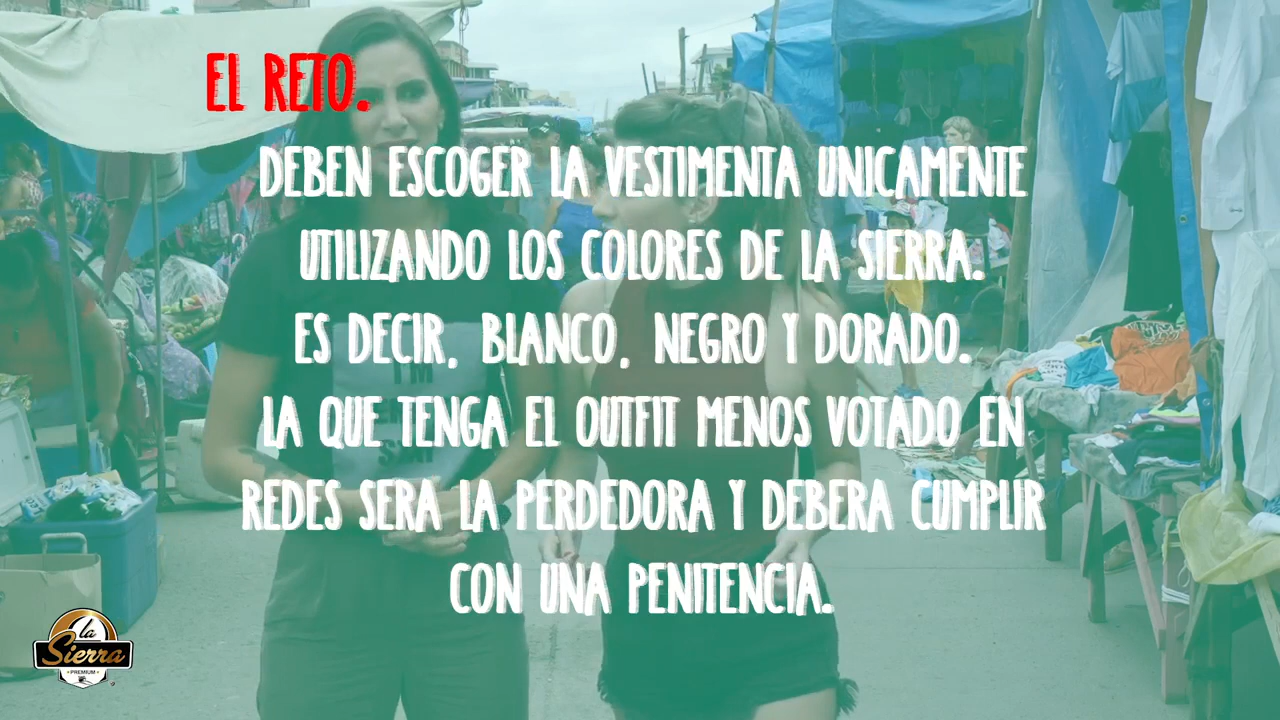 EL RETO.
DEBEN ESCOGER LA VESTIMENTA UNICAMENTE
UTILIZANDO LOS COLORES DE LA SIERRA.
ES DECIR, BLANCO, NEGRO Y DORADO.
I'M
LA QUE TENGA EL OUTFIT MENOS VOTADO EN
REDES SERA LA PERDEDORA Y DEBERA CUMPLIR
CON UNA PENITENCIA.
la
Sierra
PREMIUM